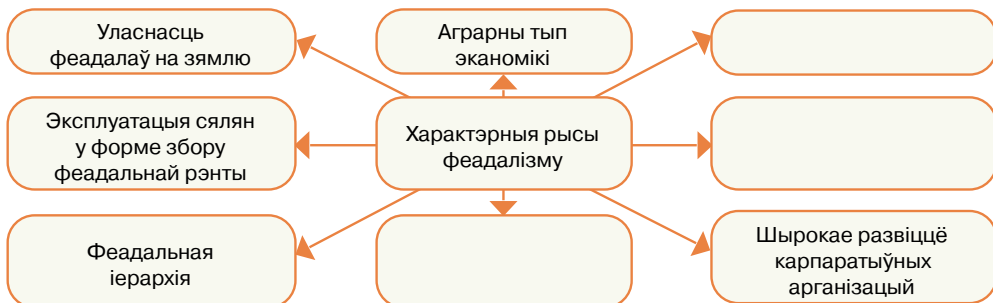 Уласнасць
феадалаў на зямлю
Аграрны тып
эканомікі
Эксплуатацыя сялян
у форме збору
феадальнай рэнты
Характэрныя рысы
феадалізму
Феадальная
іерархія
Шырокае развіццё
карпаратыўных
арганізацый